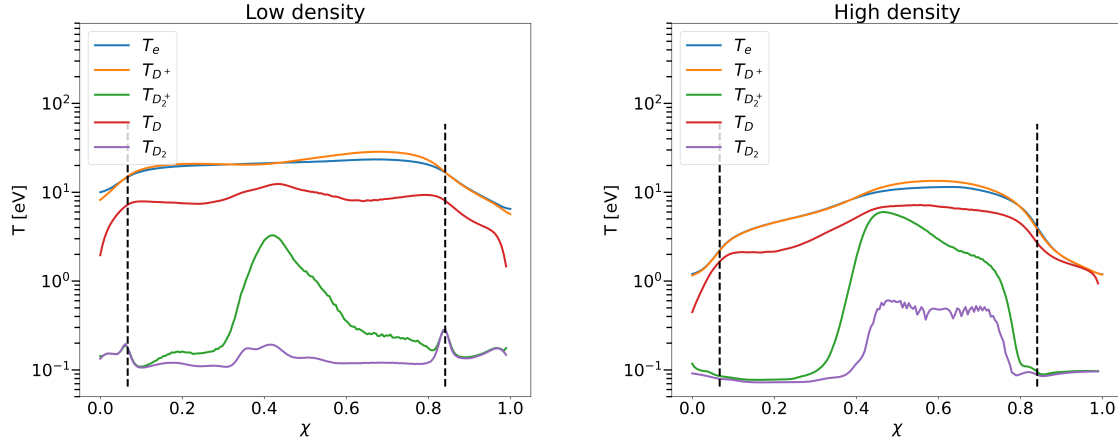 Low density
T_e
T_{D^+}
T_{D_2^+}
T_D
T_{D_2}
10^2
10^1
10^0
10^{-1}
T [eV]
0.0 0.2 0.4 0.6 0.8 1.0
χ
High density
T_e
T_{D^+}
T_{D_2^+}
T_D
T_{D_2}
10^2
10^1
10^0
10^{-1}
T [eV]
0.0 0.2 0.4 0.6 0.8 1.0
χ